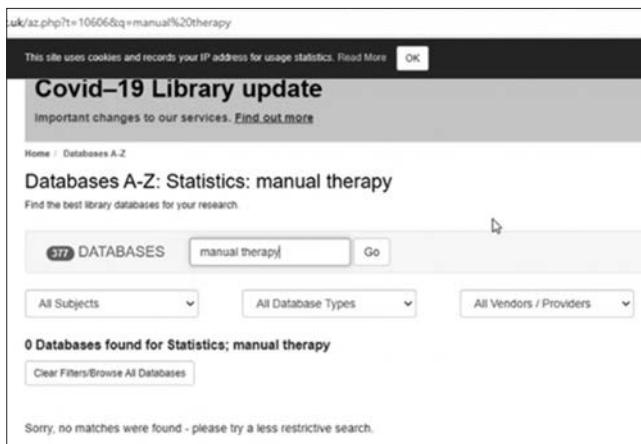 .uk/az.php?t=10606&q=manual%20therapy
This site uses cookies and records your IP address for usage statistics. Read More OK
Covid–19 Library update
Important changes to our services. Find out more
Home / Databases A-Z
Databases A-Z: Statistics: manual therapy
Find the best library databases for your research.
377 DATABASES manual therapy Go
All Subjects All Database Types All Vendors / Providers
0 Databases found for Statistics; manual therapy
Clear Filters/Browse All Databases
Sorry, no matches were found - please try a less restrictive search.